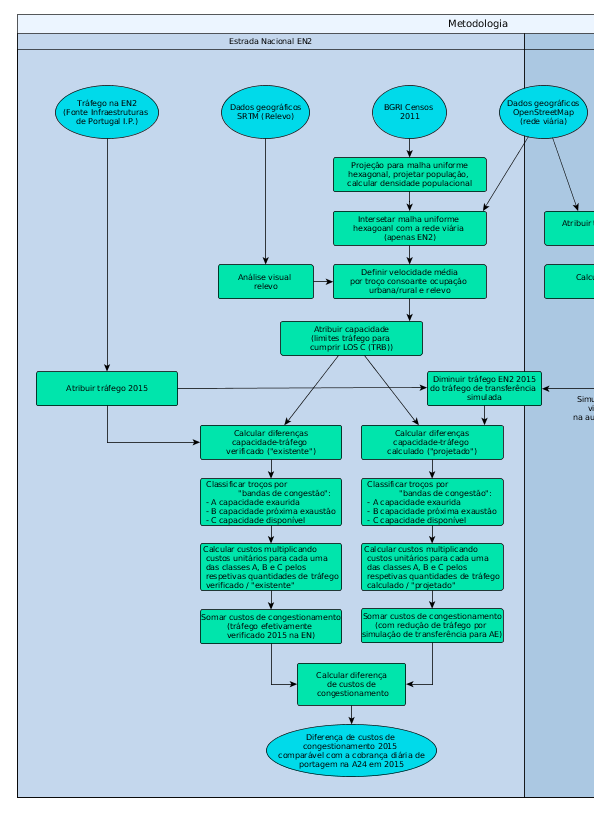 Metodologia
Estrada Nacional EN2
Tráfego na EN2
(Fonte Infraestruturas
de Portugal I.P.)
Dados geográficos
SRTM (Relevo)
BGRI Censos
2011
Dados geográficos
OpenStreetMap
(rede viária)
Projeção para malha uniforme
hexagonal, projetar população,
calcular densidade populacional
Intersetar malha uniforme
hexagoanl com a rede viária
(apenas EN2)
Atribuir
Análise visual
relevo
Definir velocidade média
por troço consoante ocupação
urbana/rural e relevo
Atribuir capacidade
(limites tráfego para
cumprir LOS C (TRB))
Atribuir tráfego 2015
Diminuir tráfego EN2 2015
do tráfego de transferência
simulada
na
Calcular diferenças
capacidade-tráfego
verificado ("existente")
Calcular diferenças
capacidade-tráfego
calculado ("projetado")
Classificar troços por
"bandas de congestão":
- A capacidade exaurida
- B capacidade próxima exaustão
- C capacidade disponível
Classificar troços por
"bandas de congestão":
- A capacidade exaurida
- B capacidade próxima exaustão
- C capacidade disponível
Calcular custos multiplicando
custos unitários para cada uma
das classes A, B e C pelos
respetivas quantidades de tráfego
verificado / "existente"
Calcular custos multiplicando
custos unitários para cada uma
das classes A, B e C pelos
respetivas quantidades de tráfego
calculado / "projetado"
Somar custos de congestionamento
(tráfego efetivamente
verificado 2015 na EN)
Somar custos de congestionamento
(com redução de tráfego por
simulação de transferência para AE)
Calcular diferença
de custos de
congestionamento
Diferença de custos de
congestionamento 2015
comparável com a cobrança diária de
portagem na A24 em 2015